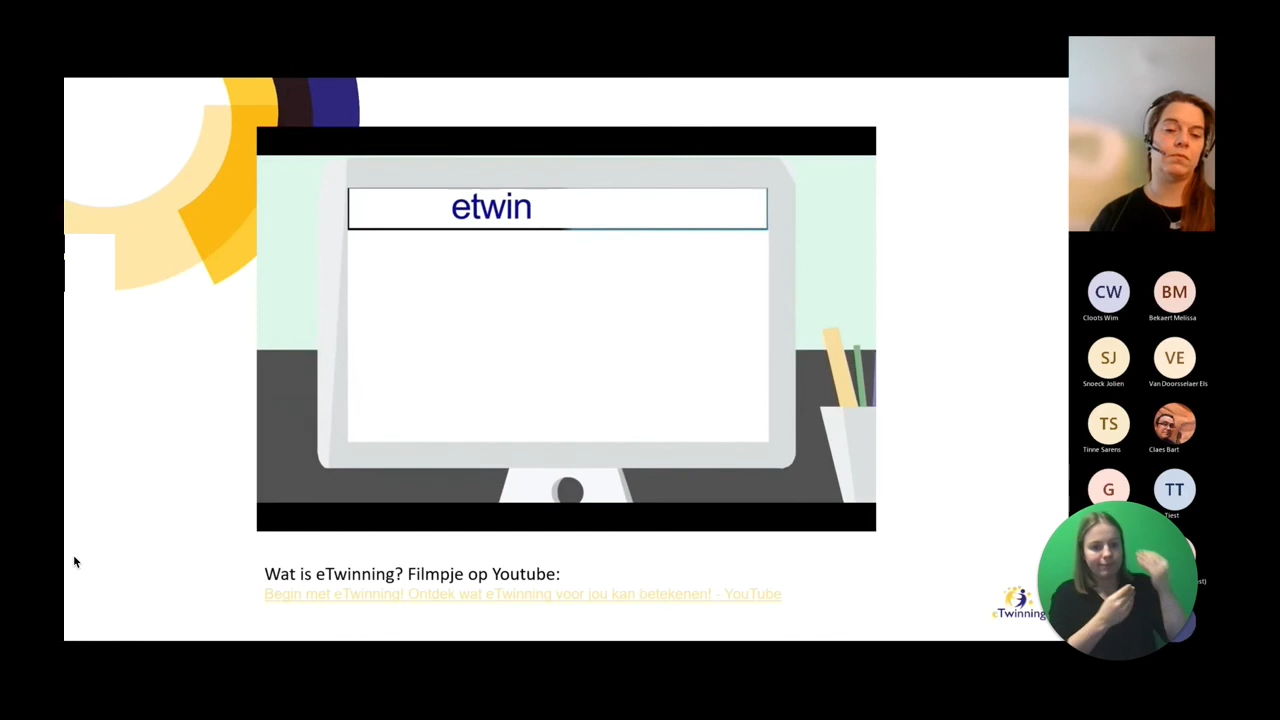 etwin
Wat is eTwinning? Filmpje op Youtube:
Begin met eTwinning! Ontdek wat eTwinning voor jou kan betekenen! - YouTube
eTwinning
CW
BM
Cloots Wim
Bekaert Melissa
SJ
VE
Snoeck Jolien
Van Doorsselaer Els
TS
Tinne Sarens
Claes Bart
G
TT
Tiest